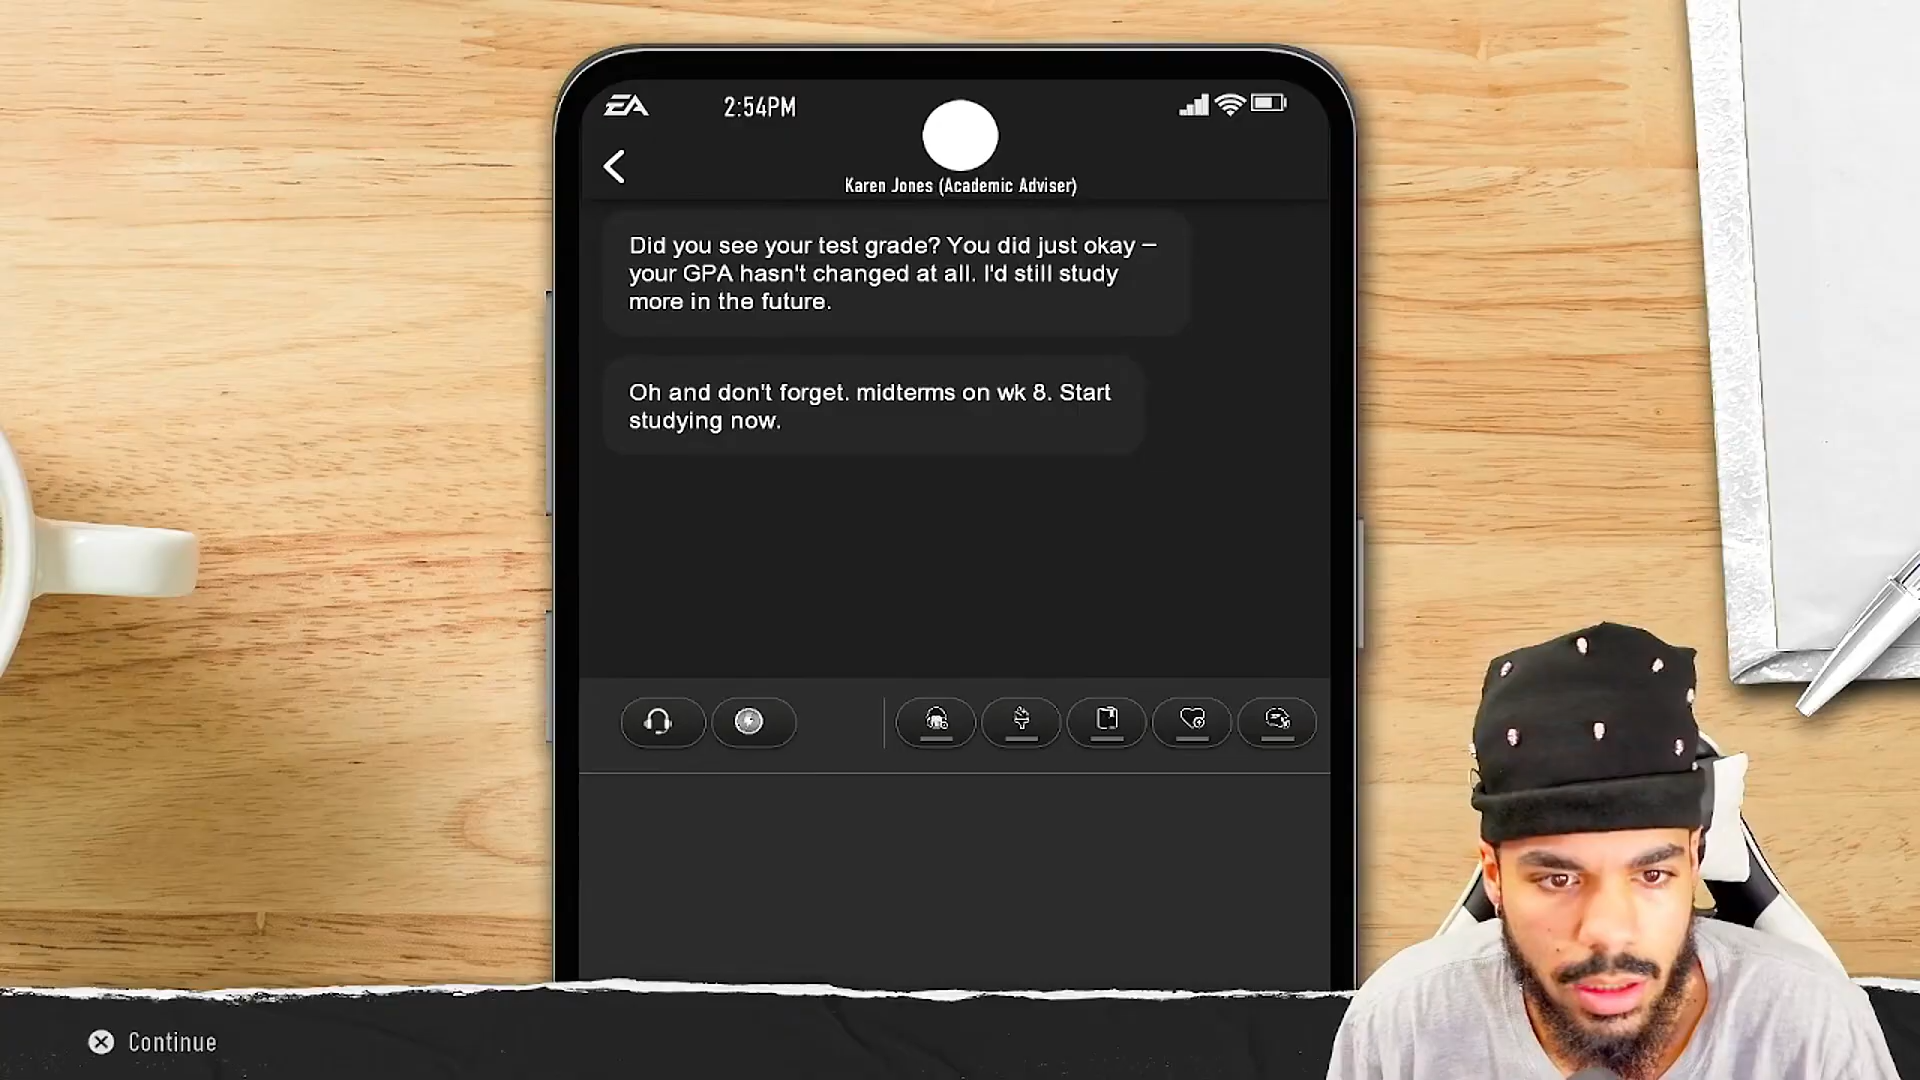 EA
2:54PM
Karen Jones (Academic Adviser)
Did you see your test grade? You did just okay –
your GPA hasn't changed at all. I'd still study
more in the future.
Oh and don't forget. midterms on wk 8. Start
studying now.
Continue